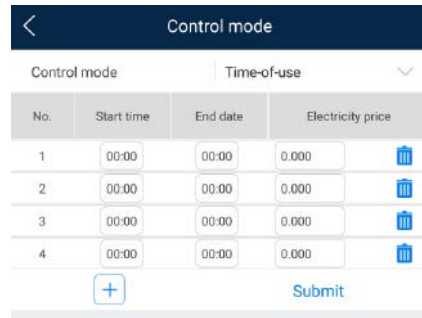 Control mode
Control mode Time-of-use
No. Start time End date Electricity price
1 00:00 00:00 0.000
2 00:00 00:00 0.000
3 00:00 00:00 0.000
4 00:00 00:00 0.000
+ Submit